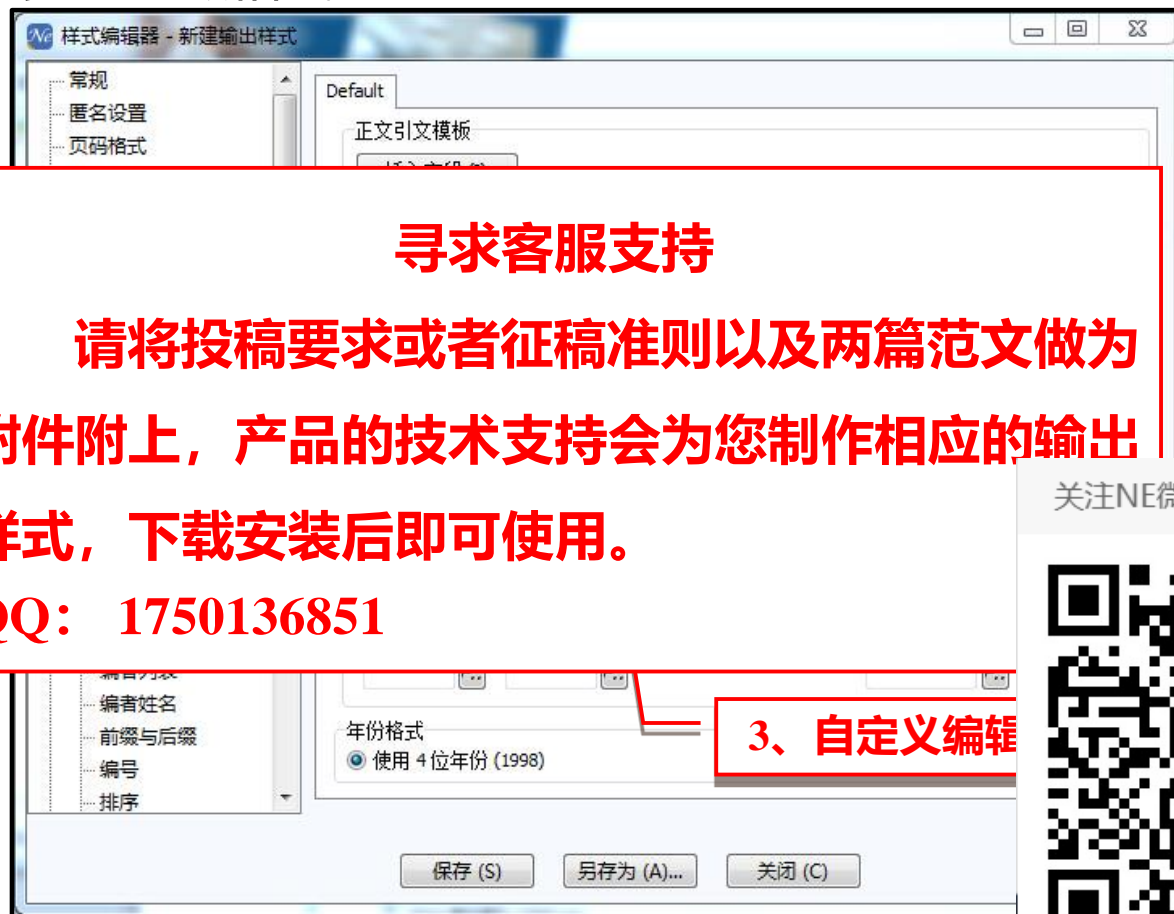 样式编辑器 - 新建输出样式
常规
匿名设置
页码格式
Default
正文引文模板
寻求客服支持
请将投稿要求或者征稿准则以及两篇范文做为
附件附上，产品的技术支持会为您制作相应的输出
样式，下载安装后即可使用。
QQ： 1750136851
关注NE微
编者姓名
前缀与后缀
编号
排序
年份格式
使用 4 位年份 (1998)
3、自定义编辑
保存 (S)
另存为 (A)...
关闭 (C)